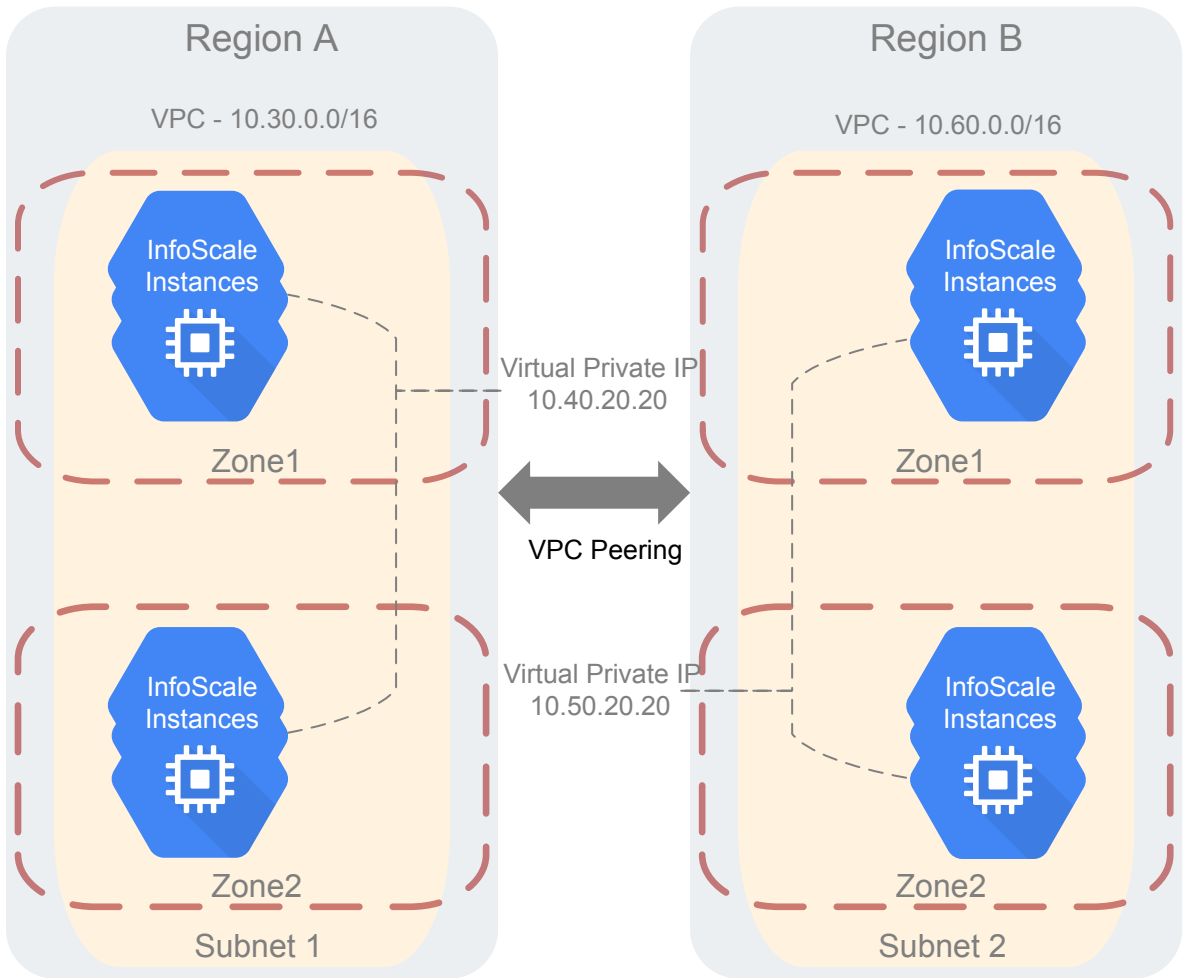 Region A
VPC - 10.30.0.0/16
InfoScale
Instances
Zone1
InfoScale
Instances
Zone2
Subnet 1
Virtual Private IP
10.40.20.20
VPC Peering
Virtual Private IP
10.50.20.20
Region B
VPC - 10.60.0.0/16
InfoScale
Instances
Zone1
InfoScale
Instances
Zone2
Subnet 2